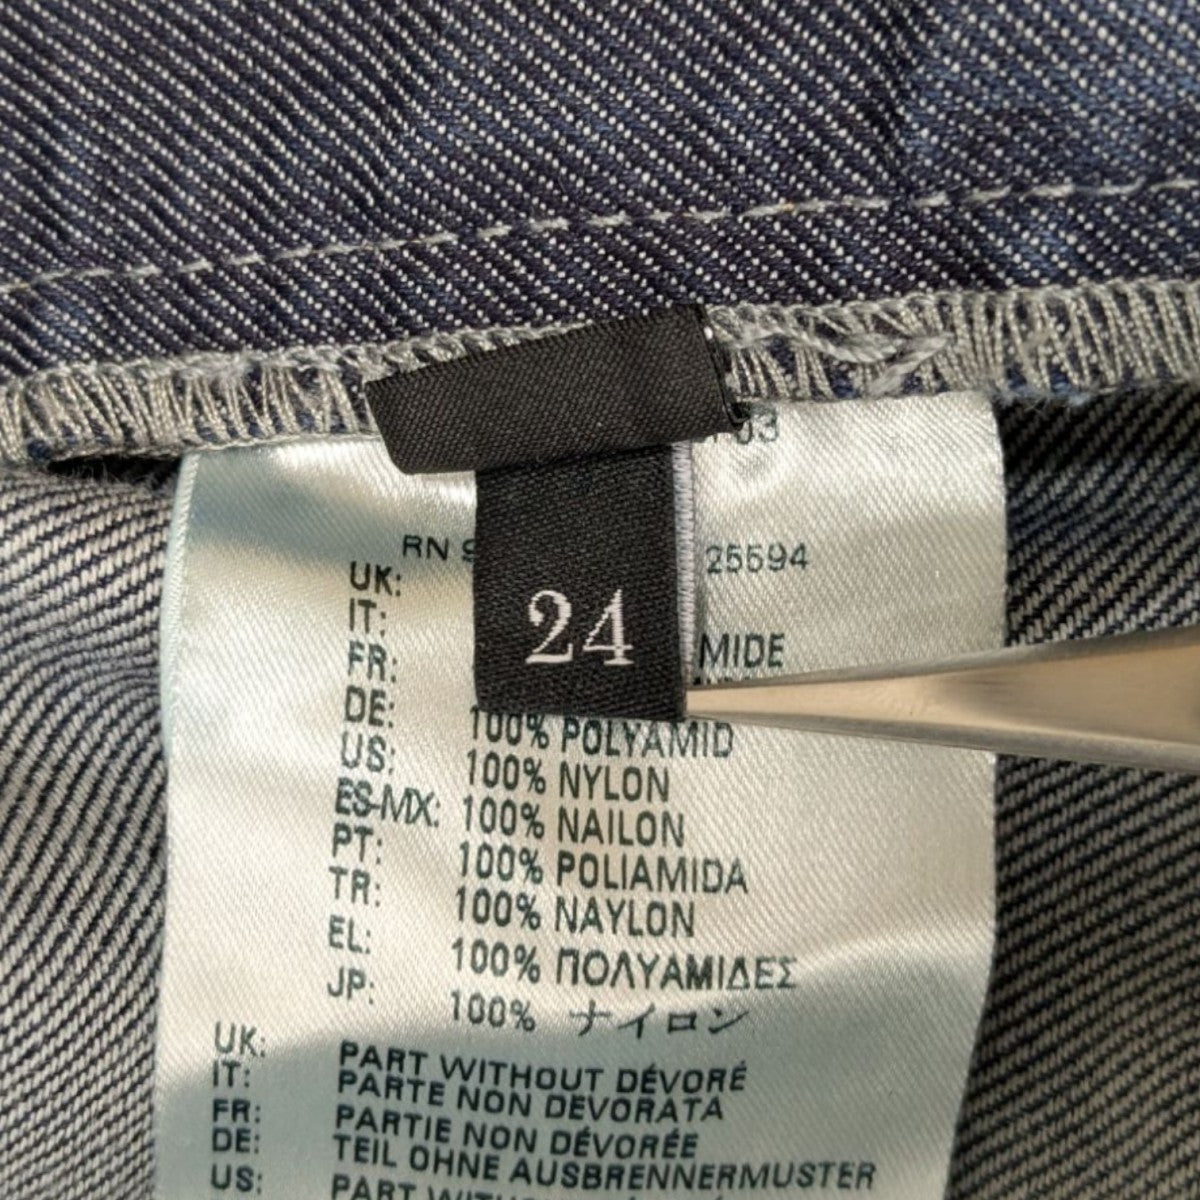 03
RN 25594
24
UK:
IT:
FR: MIDE
DE: 100% POLYAMID
US: 100% NYLON
ES-MX: 100% NAILON
PT: 100% POLIAMIDA
TR: 100% NAYLON
EL: 100% ΠΟΛΥΑΜΙΔΕΣ
JP: 100% ナイロン
UK: PART WITHOUT DÉVORÉ
IT: PARTE NON DEVORATA
FR: PARTIE NON DÉVORÉE
DE: TEIL OHNE AUSBRENNERMUSTER
US: PART